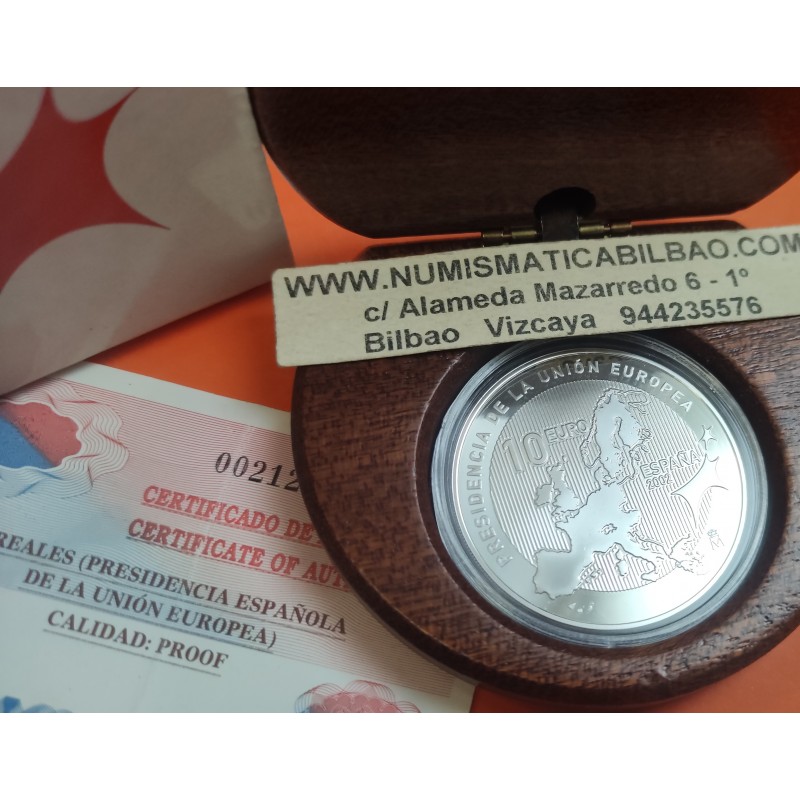 WWW.NUMISMATICABILBAO.COM
c/ Alameda Mazarredo 6 - 1º
Bilbao Vizcaya 944235576
PRESIDENCIA DE LA UNIÓN EUROPEA
10 EURO
ESPAÑA
2002
00212
CERTIFICADO DE
CERTIFICATE OF AUT
REALES (PRESIDENCIA ESPAÑOLA
DE LA UNIÓN EUROPEA)
CALIDAD: PROOF